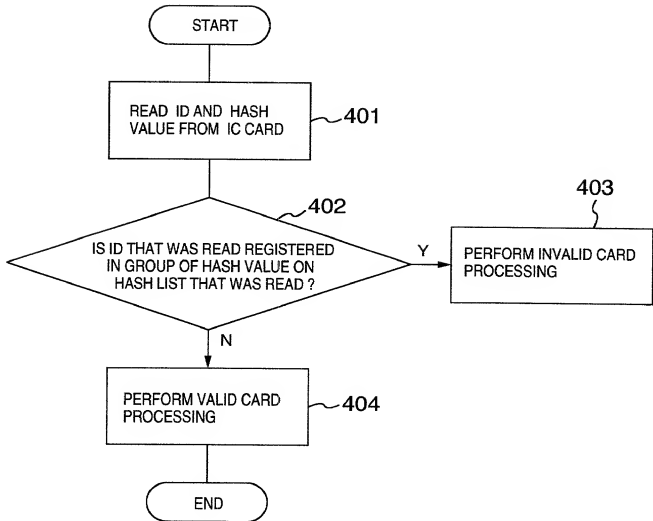 START
READ ID AND HASH
VALUE FROM IC CARD
401
402
IS ID THAT WAS READ REGISTERED
IN GROUP OF HASH VALUE ON
HASH LIST THAT WAS READ ?
Y
403
PERFORM INVALID CARD
PROCESSING
N
PERFORM VALID CARD
PROCESSING
404
END